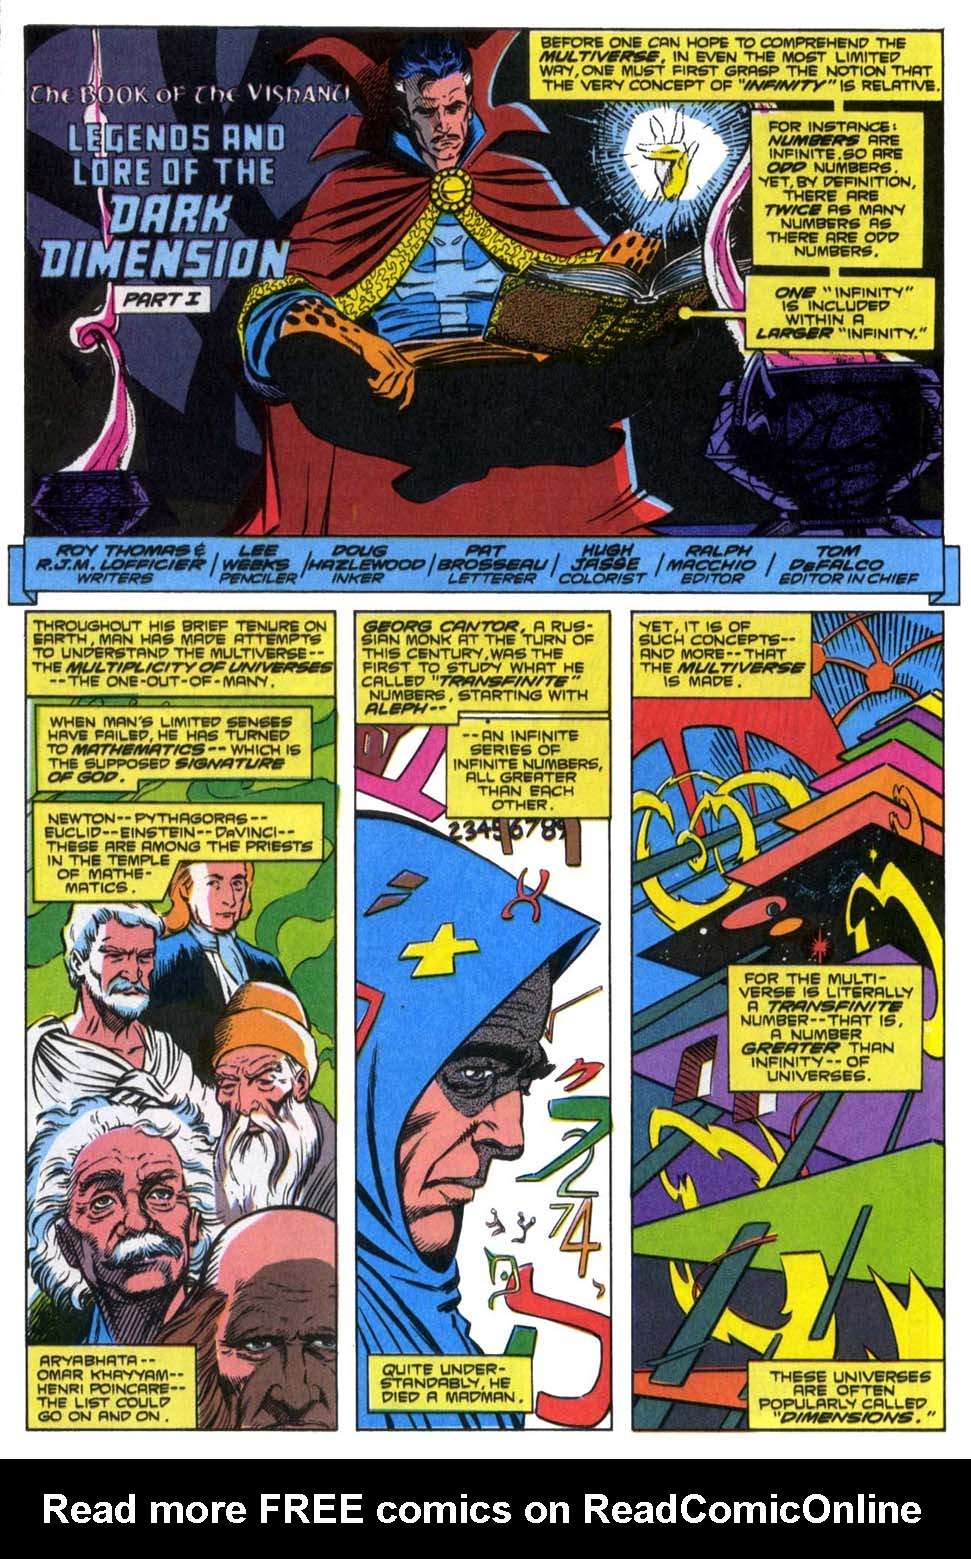 The BOOK of the VISHANTI
LEGENDS AND
LORE OF THE
DARK
DIMENSION
PART I
BEFORE ONE CAN HOPE TO COMPREHEND THE
MULTIVERSE, IN EVEN THE MOST LIMITED
WAY, ONE MUST FIRST GRASP THE NOTION THAT
THE VERY CONCEPT OF "INFINITY" IS RELATIVE.
FOR INSTANCE:
NUMBERS ARE
INFINITE. SO ARE
ODD NUMBERS.
YET, BY DEFINITION,
THERE ARE
TWICE AS MANY
NUMBERS AS
THERE ARE ODD
NUMBERS.
ONE "INFINITY"
IS INCLUDED
WITHIN A
LARGER "INFINITY."
ROY THOMAS &
R.J.M. LOFFICIER
WRITERS
LEE
WEEKS
PENCILER
DOUG
HAZLEWOOD
INKER
PAT
BROSSEAU
LETTERER
HUGH
JASSE
COLORIST
RALPH
MACCHIO
EDITOR
TOM
DeFALCO
EDITOR IN CHIEF
THROUGHOUT HIS BRIEF TENURE ON
EARTH, MAN HAS MADE ATTEMPTS
TO UNDERSTAND THE MULTIVERSE--
THE MULTIPLICITY OF UNIVERSES
--THE ONE-OUT-OF-MANY.
WHEN MAN'S LIMITED SENSES
HAVE FAILED, HE HAS TURNED
TO MATHEMATICS--WHICH IS
THE SUPPOSED SIGNATURE
OF GOD.
NEWTON--PYTHAGORAS--
EUCLID--EINSTEIN--DaVINCI--
THESE ARE AMONG THE PRIESTS
IN THE TEMPLE
OF MATHE-
MATICS.
ARYABHATA--
OMAR KHAYYAM--
HENRI POINCARE--
THE LIST COULD
GO ON AND ON.
GEORG CANTOR, A RUS-
SIAN MONK AT THE TURN OF
THIS CENTURY, WAS THE
FIRST TO STUDY WHAT HE
CALLED "TRANSFINITE"
NUMBERS, STARTING WITH
ALEPH--
--AN INFINITE
SERIES OF
INFINITE NUMBERS,
ALL GREATER
THAN EACH
OTHER.
23456789
QUITE UNDER-
STANDABLY, HE
DIED A MADMAN.
YET, IT IS OF
SUCH CONCEPTS--
AND MORE--THAT
THE MULTIVERSE
IS MADE.
FOR THE MULTI-
VERSE IS LITERALLY
A TRANSFINITE
NUMBER--THAT IS,
A NUMBER
GREATER THAN
INFINITY--OF
UNIVERSES.
THESE UNIVERSES
ARE OFTEN
POPULARLY CALLED
"DIMENSIONS."
Read more FREE comics on ReadComicOnline